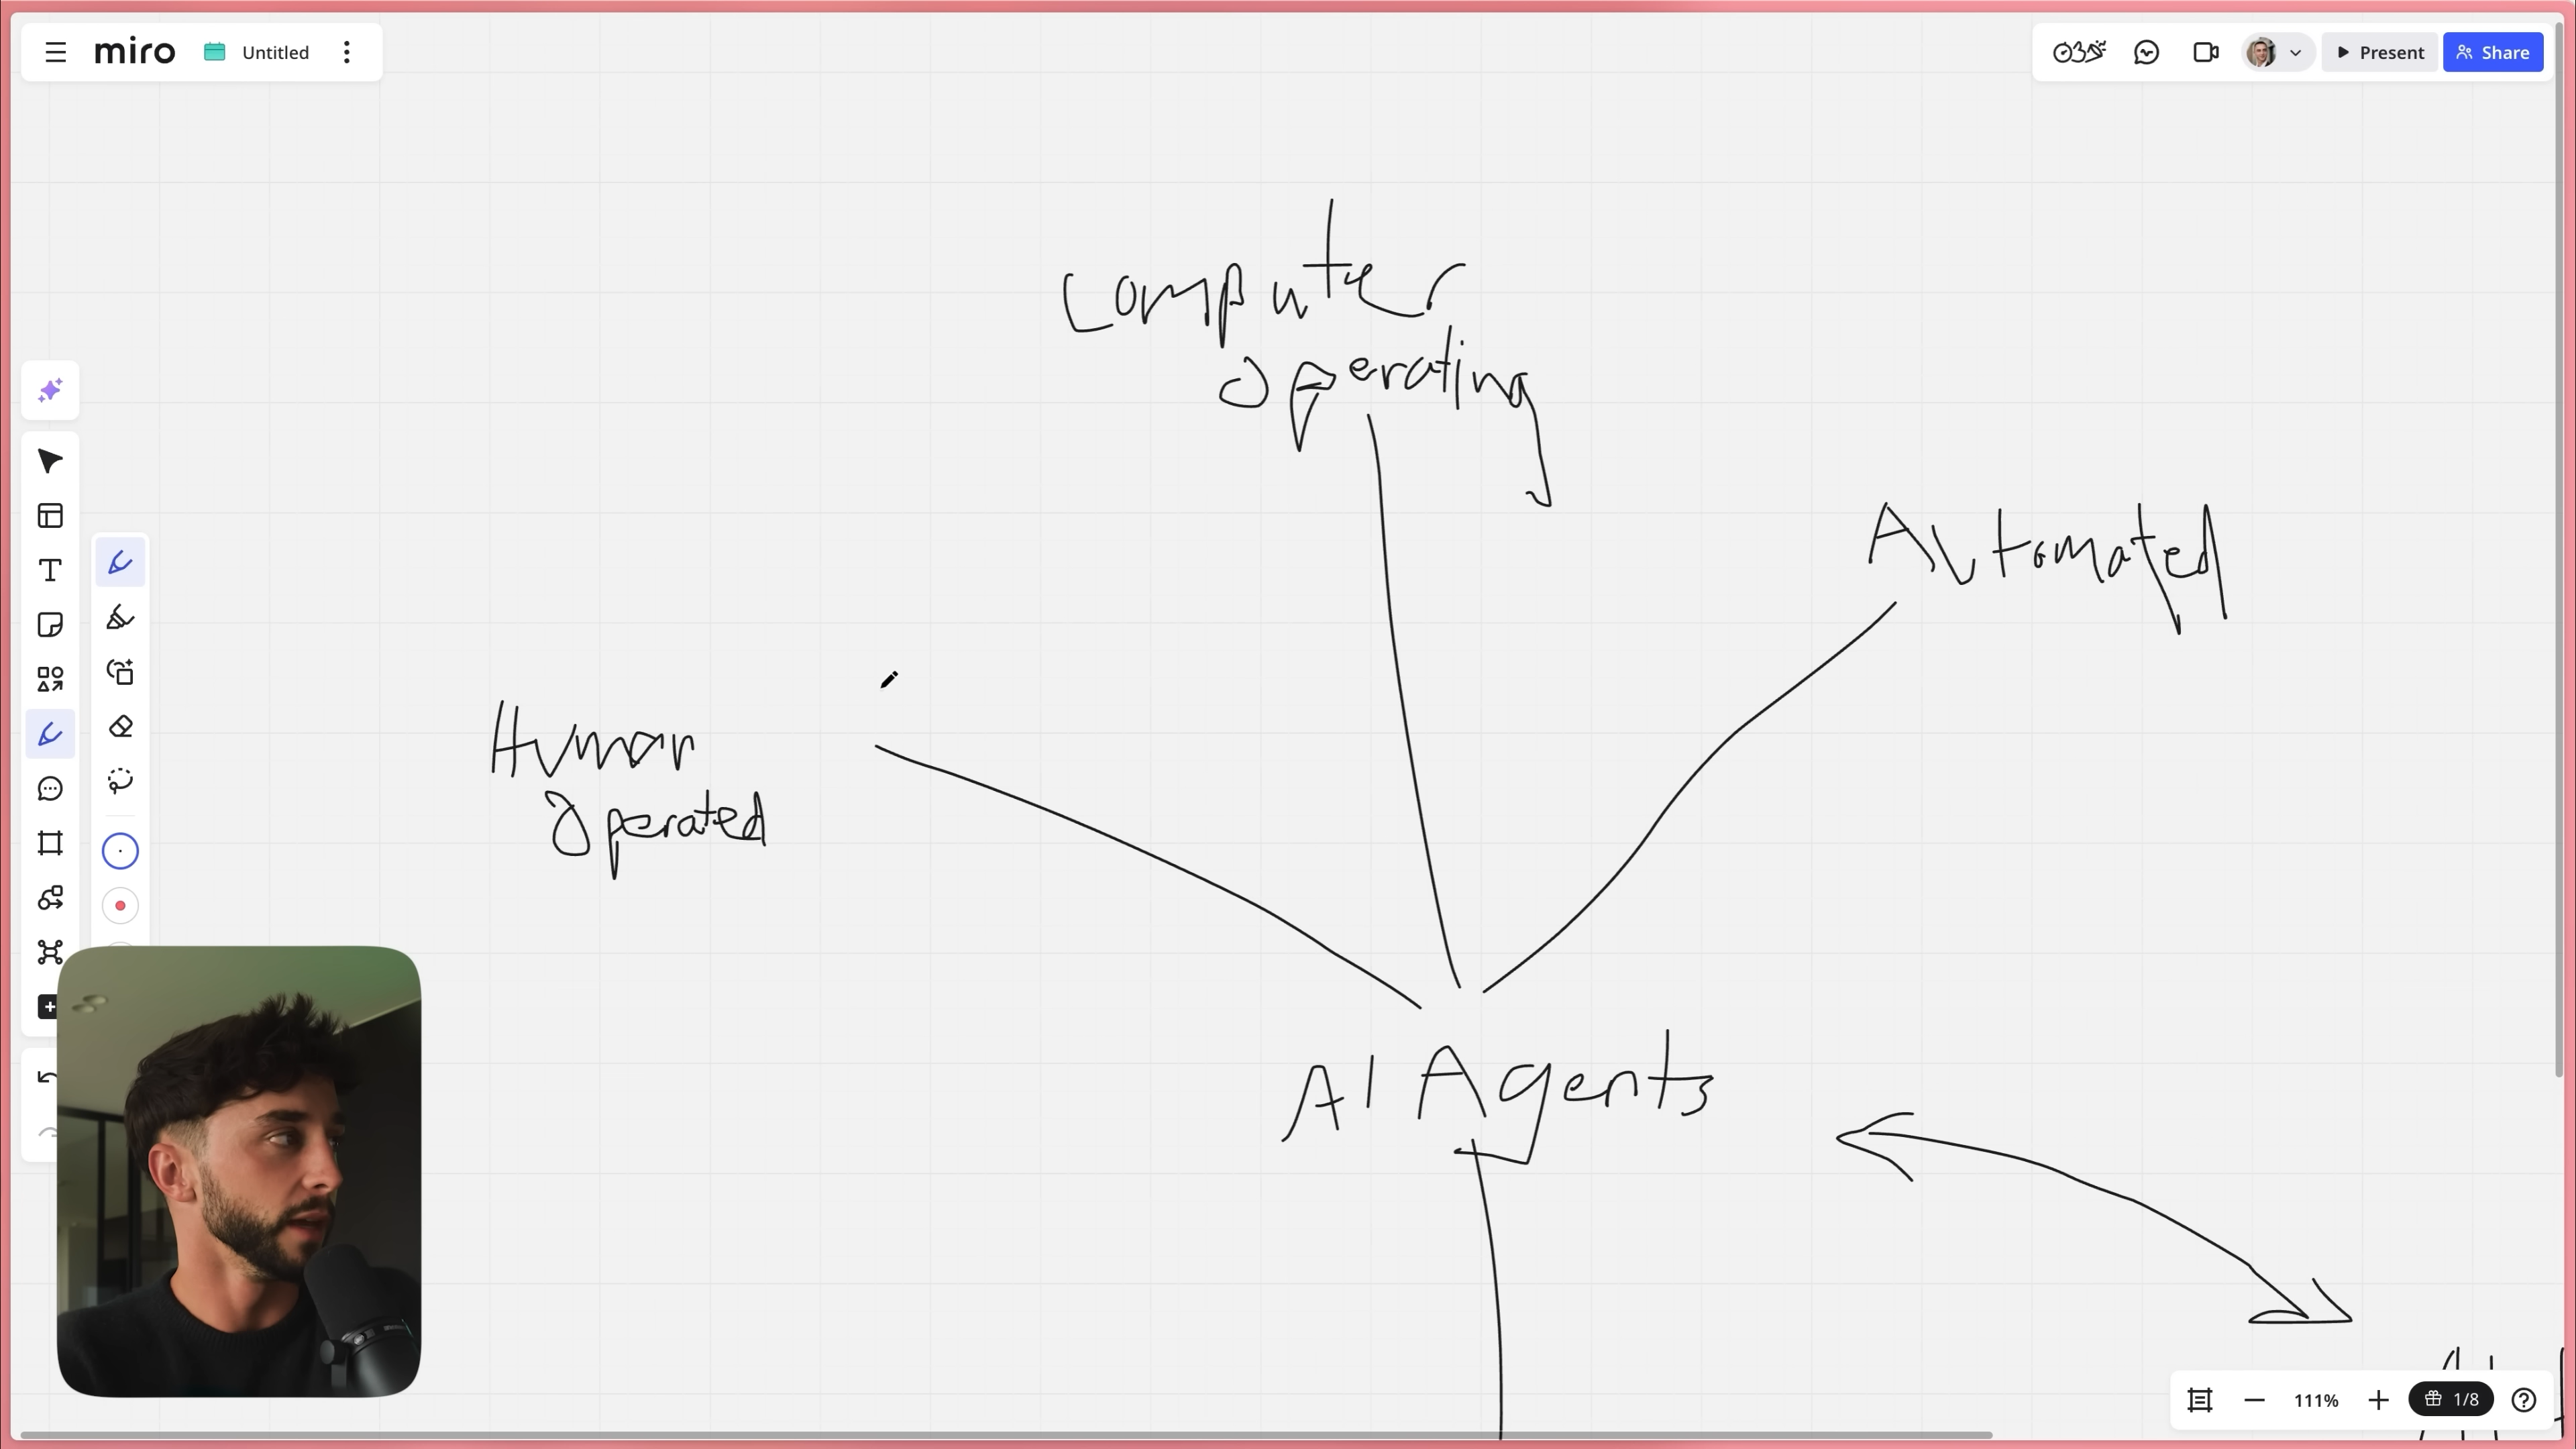 miro
Untitled
Present
Share
Computer
Operating
Automated
Human
Operated
AI Agents
111%
1/8